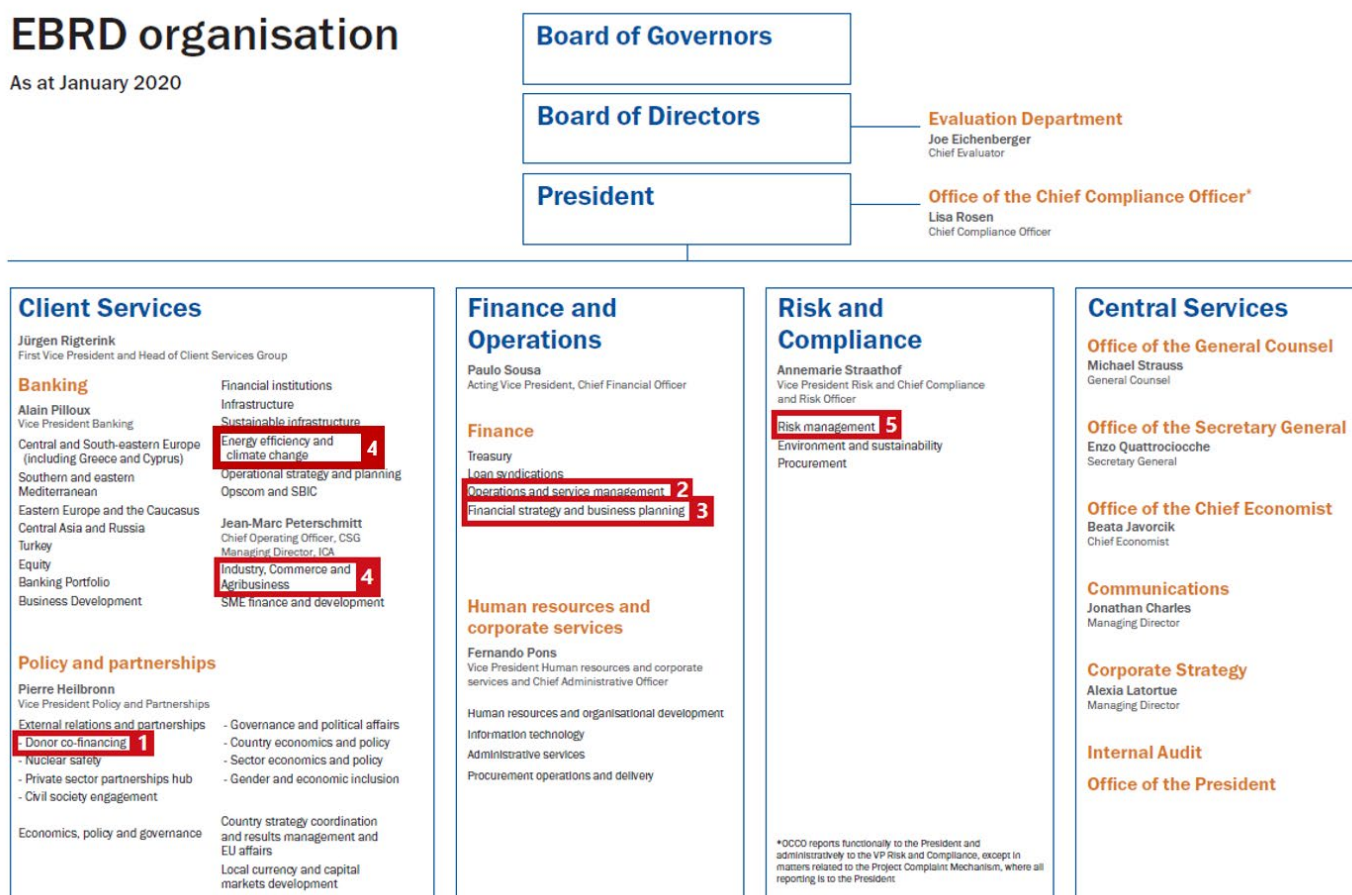 EBRD organisation
As at January 2020
Board of Governors
Board of Directors
Evaluation Department
Joe Eichenberger
Chief Evaluator
President
Office of the Chief Compliance Officer*
Lisa Rosen
Chief Compliance Officer
Client Services
Jürgen Rigterink
First Vice President and Head of Client Services Group
Banking
Alain Pilloux
Vice President Banking
Central and South-eastern Europe
(including Greece and Cyprus)
Southern and eastern
Mediterranean
Eastern Europe and the Caucasus
Central Asia and Russia
Turkey
Equity
Banking Portfolio
Business Development
Financial institutions
Infrastructure
Sustainable infrastructure
Energy efficiency and
climate change
4
Operational strategy and planning
Opscom and SBIC
Jean-Marc Peterschmitt
Chief Operating Officer, CSG
Managing Director, ICA
Industry, Commerce and
Agribusiness
4
SME finance and development
Policy and partnerships
Pierre Heilbronn
Vice President Policy and Partnerships
External relations and partnerships
- Donor co-financing 1
- Nuclear safety
- Private sector partnerships hub
- Civil society engagement
Economics, policy and governance
- Governance and political affairs
- Country economics and policy
- Sector economics and policy
- Gender and economic inclusion
Country strategy coordination
and results management and
EU affairs
Local currency and capital
markets development
Finance and
Operations
Paulo Sousa
Acting Vice President, Chief Financial Officer
Finance
Treasury
Loan syndications
Operations and service management 2
Financial strategy and business planning 3
Human resources and
corporate services
Fernando Pons
Vice President Human resources and corporate
services and Chief Administrative Officer
Human resources and organisational development
Information technology
Administrative services
Procurement operations and delivery
Risk and
Compliance
Annemarie Straathof
Vice President Risk and Chief Compliance
and Risk Officer
Risk management 5
Environment and sustainability
Procurement
*OCCO reports functionally to the President and
administratively to the VP Risk and Compliance, except in
matters related to the Project Complaint Mechanism, where all
reporting is to the President
Central Services
Office of the General Counsel
Michael Strauss
General Counsel
Office of the Secretary General
Enzo Quattrociocche
Secretary General
Office of the Chief Economist
Beata Javorcik
Chief Economist
Communications
Jonathan Charles
Managing Director
Corporate Strategy
Alexia Latortue
Managing Director
Internal Audit
Office of the President